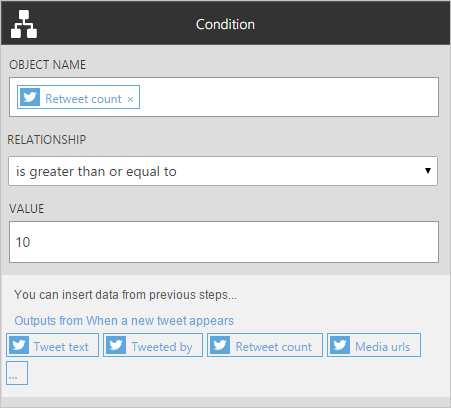 Condition
OBJECT NAME
Retweet count ×
RELATIONSHIP
is greater than or equal to
VALUE
10
You can insert data from previous steps...
Outputs from When a new tweet appears
Tweet text Tweeted by Retweet count Media urls
...